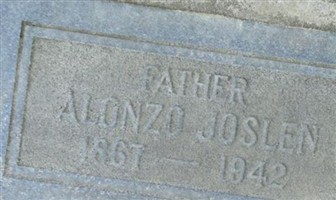 FATHER
ALONZO JOSLEN
1867 — 1942